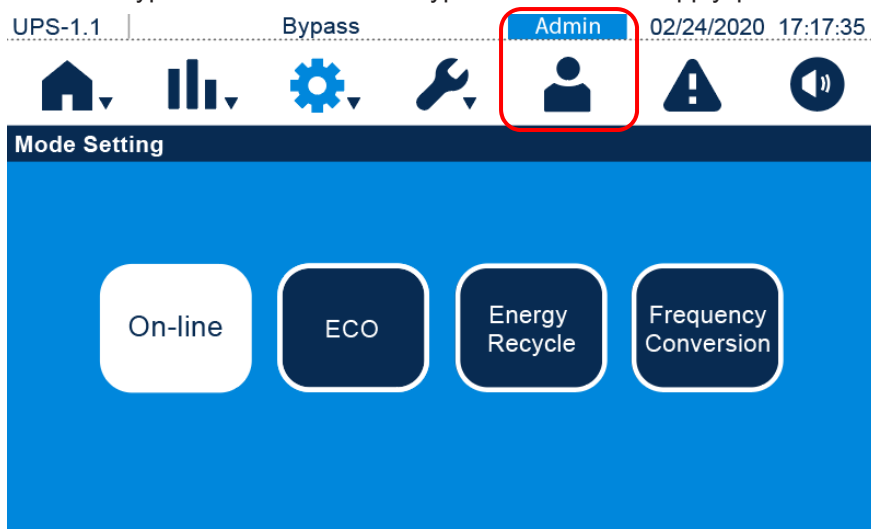 UPS-1.1 Bypass Admin 02/24/2020 17:17:35
Mode Setting
On-line
ECO
Energy
Recycle
Frequency
Conversion